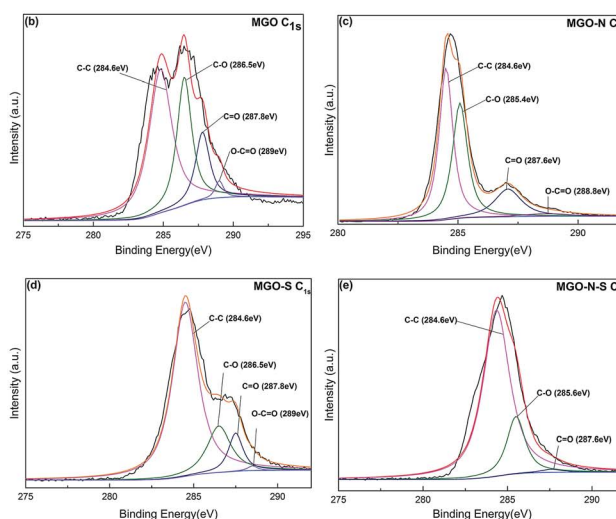 (b) MGO C1s
C-C (284.6eV)
C-O (286.5eV)
C=O (287.8eV)
O-C=O (289eV)
Intensity (a.u.)
275 280 285 290 295
Binding Energy(eV)
(c) MGO-N C
C-C (284.6eV)
C-O (285.4eV)
C=O (287.6eV)
O-C=O (288.8eV)
Intensity (a.u.)
280 285 290
Binding Energy(eV)
(d) MGO-S C1s
C-C (284.6eV)
C-O (286.5eV)
C=O (287.8eV)
O-C=O (289eV)
Intensity (a.u.)
275 280 285 290
Binding Energy(eV)
(e) MGO-N-S C
C-C (284.6eV)
C-O (285.6eV)
C=O (287.6eV)
Intensity (a.u.)
275 280 285 290
Binding Energy(eV)